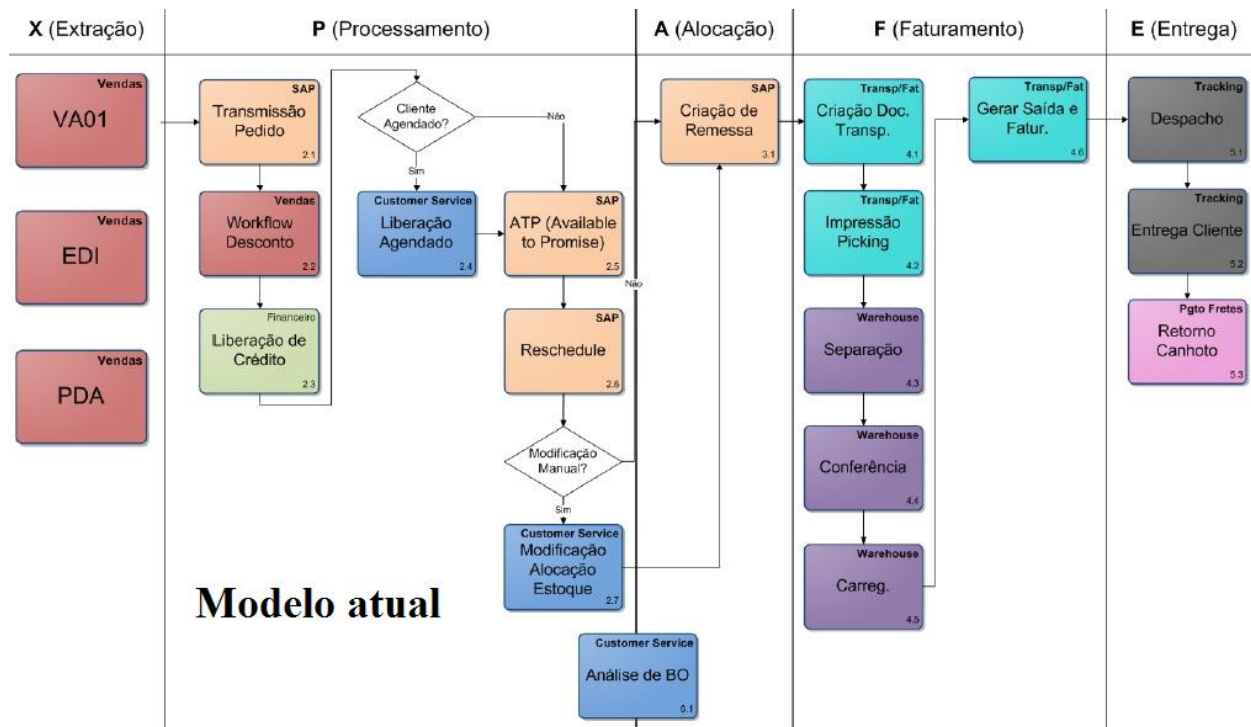 X (Extração)
P (Processamento)
A (Alocação)
F (Faturamento)
E (Entrega)
Vendas
VA01
Vendas
EDI
Vendas
PDA
SAP
Transmissão
Pedido
2.1
Vendas
Workflow
Desconto
2.2
Financeiro
Liberação de
Crédito
2.3
Cliente
Agendado?
Não
Sim
Customer Service
Liberação
Agendado
2.4
SAP
ATP (Available
to Promise)
2.5
SAP
Reschedule
2.6
Modificação
Manual?
Não
Sim
Customer Service
Modificação
Alocação
Estoque
2.7
Modelo atual
Customer Service
Análise de BO
6.1
SAP
Criação de
Remessa
3.1
Transp/Fat
Criação Doc.
Transp.
4.1
Transp/Fat
Impressão
Picking
4.2
Warehouse
Separação
4.3
Warehouse
Conferência
4.4
Warehouse
Carreg.
4.5
Transp/Fat
Gerar Saída e
Fatur.
4.6
Tracking
Despacho
5.1
Tracking
Entrega Cliente
5.2
Pgto Fretes
Retorno
Canhoto
5.3